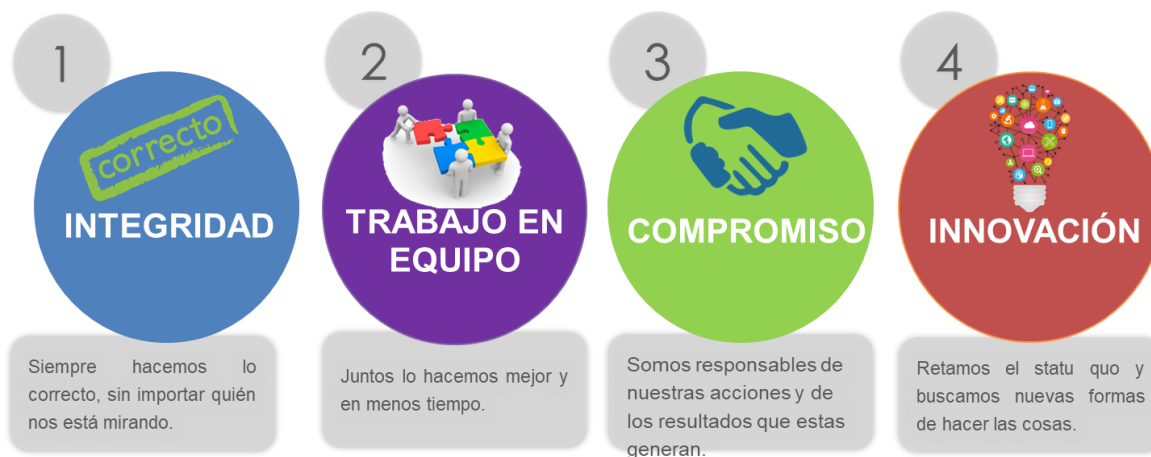 1
correcto
INTEGRIDAD
Siempre hacemos lo
correcto, sin importar quién
nos está mirando.
2
TRABAJO EN
EQUIPO
Juntos lo hacemos mejor y
en menos tiempo.
3
COMPROMISO
Somos responsables de
nuestras acciones y de
los resultados que estas
generan.
4
INNOVACIÓN
Retamos el statu quo y
buscamos nuevas formas
de hacer las cosas.